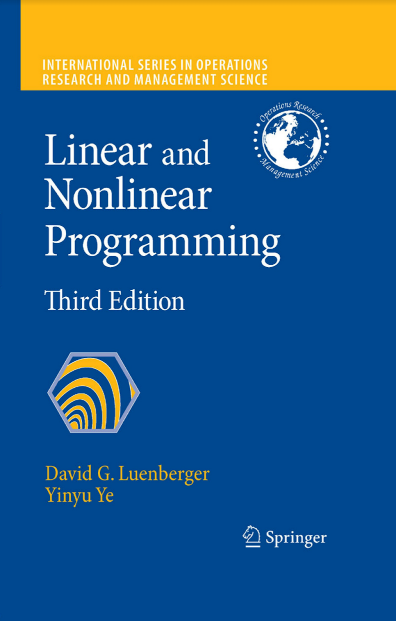 INTERNATIONAL SERIES IN OPERATIONS
RESEARCH AND MANAGEMENT SCIENCE
Operations Research
Management Science
Linear and
Nonlinear
Programming
Third Edition
David G. Luenberger
Yinyu Ye
Springer